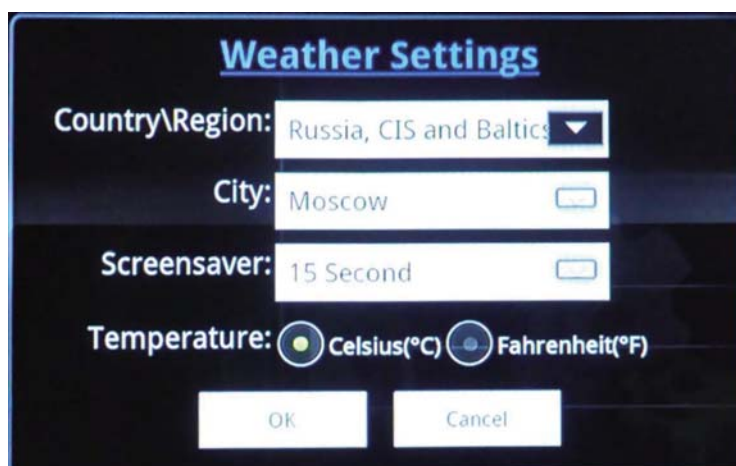 Weather Settings
Country\Region: Russia, CIS and Baltics
City: Moscow
Screensaver: 15 Second
Temperature: Celsius(°C) Fahrenheit(°F)
OK Cancel